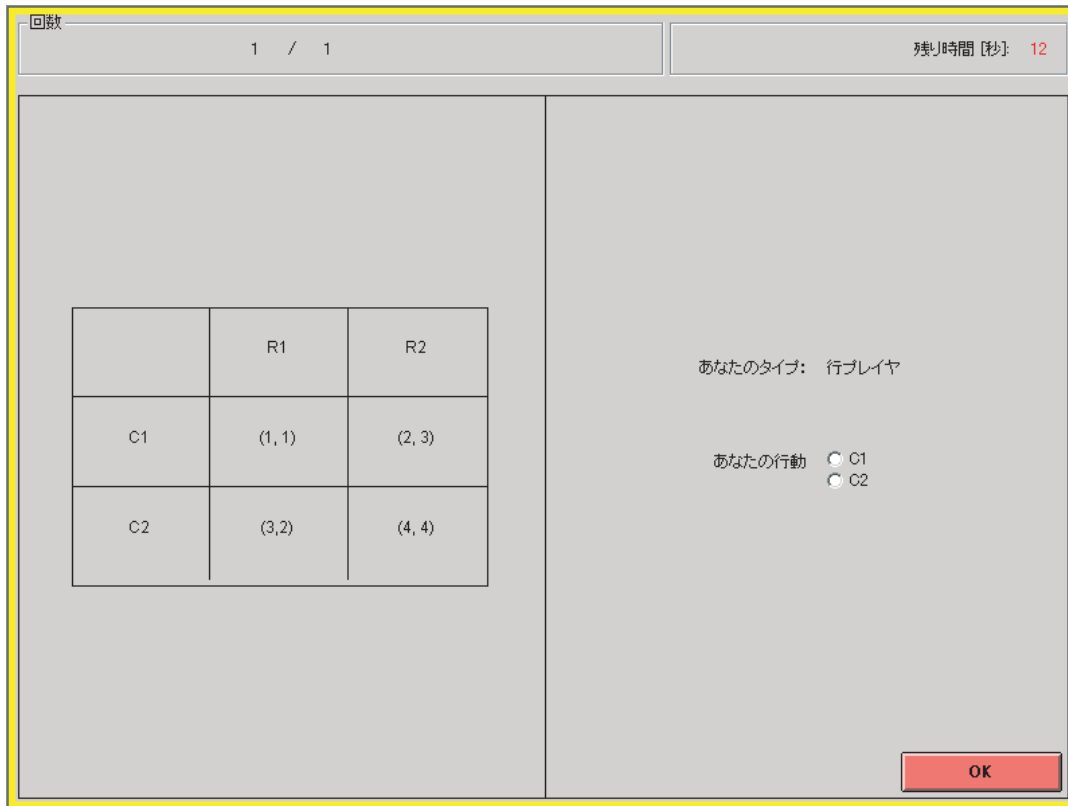 回数
1 / 1
残り時間 [秒]: 12
R1 R2
C1 (1, 1) (2, 3)
C2 (3,2) (4, 4)
あなたのタイプ: 行プレイヤ
あなたの行動 C1
C2
OK